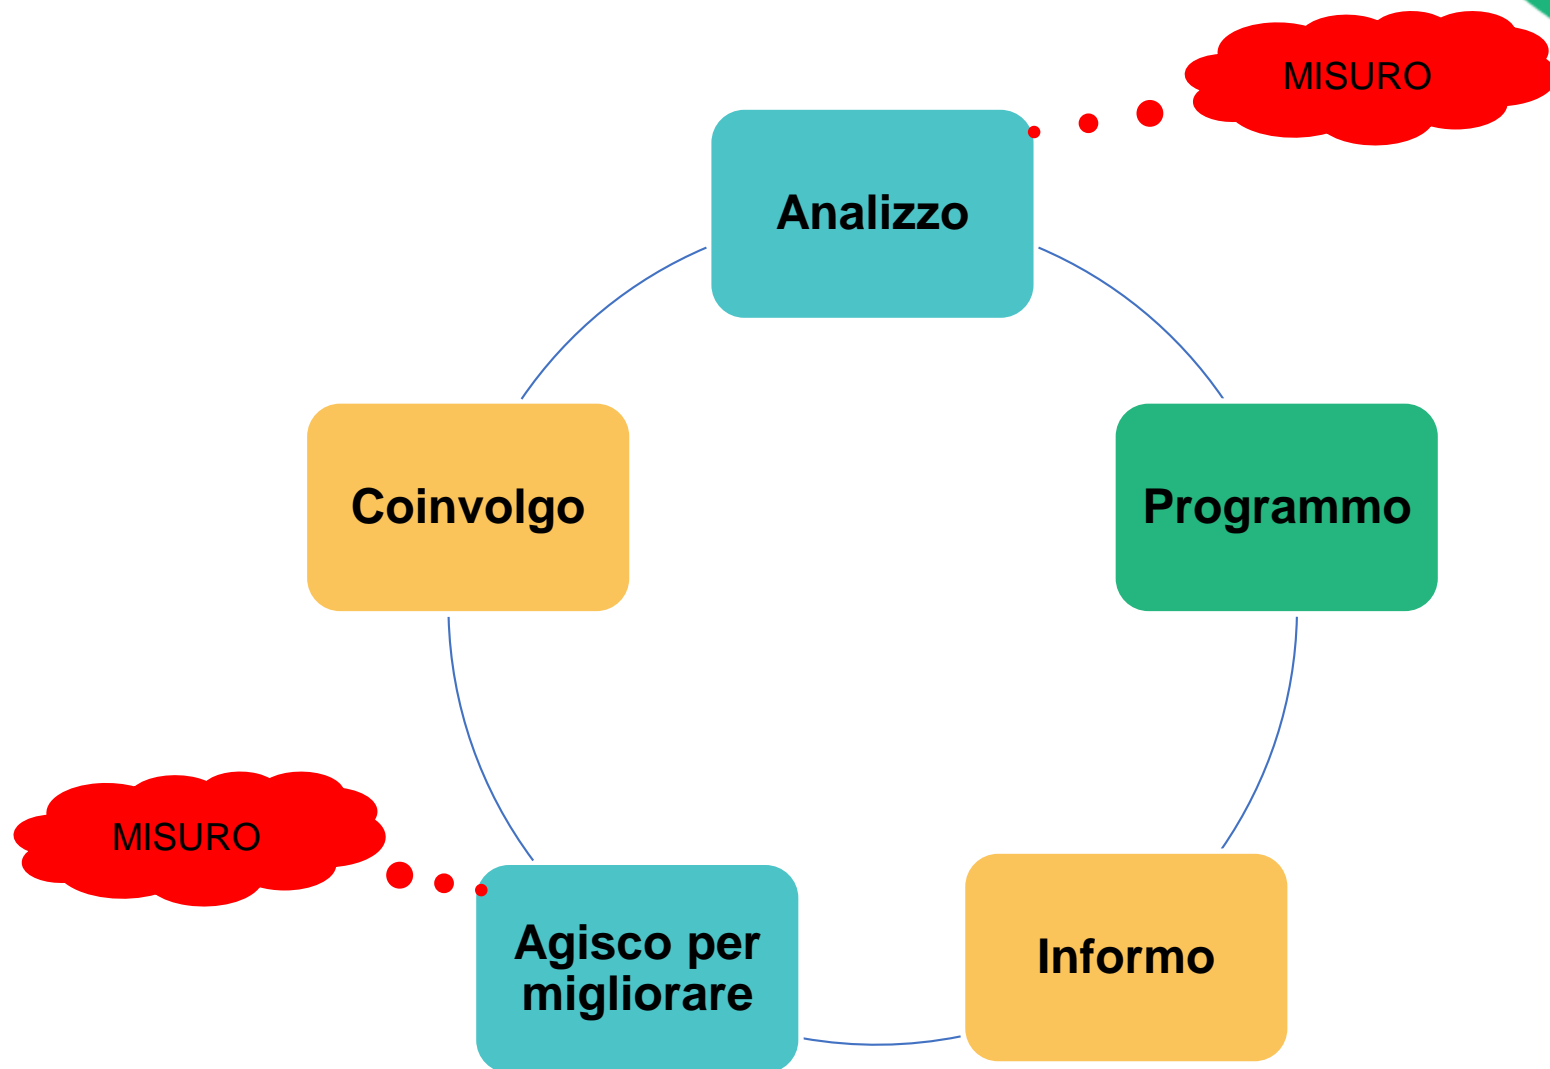 MISURO
Analizzo
Programmo
Coinvolgo
MISURO
Agisco per
migliorare
Informo